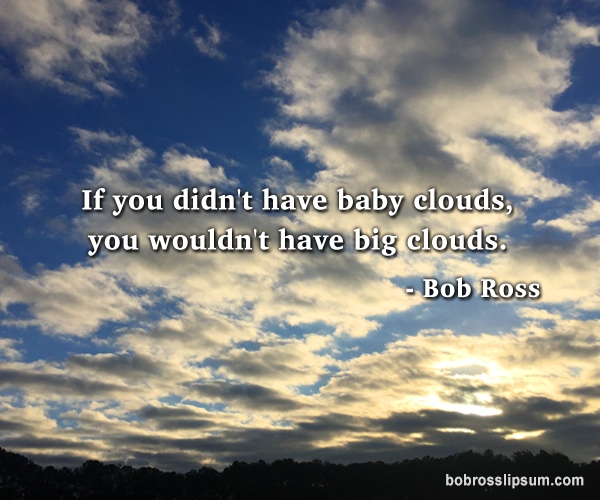 If you didn't have baby clouds,
you wouldn't have big clouds.
- Bob Ross
bobrosslipsum.com